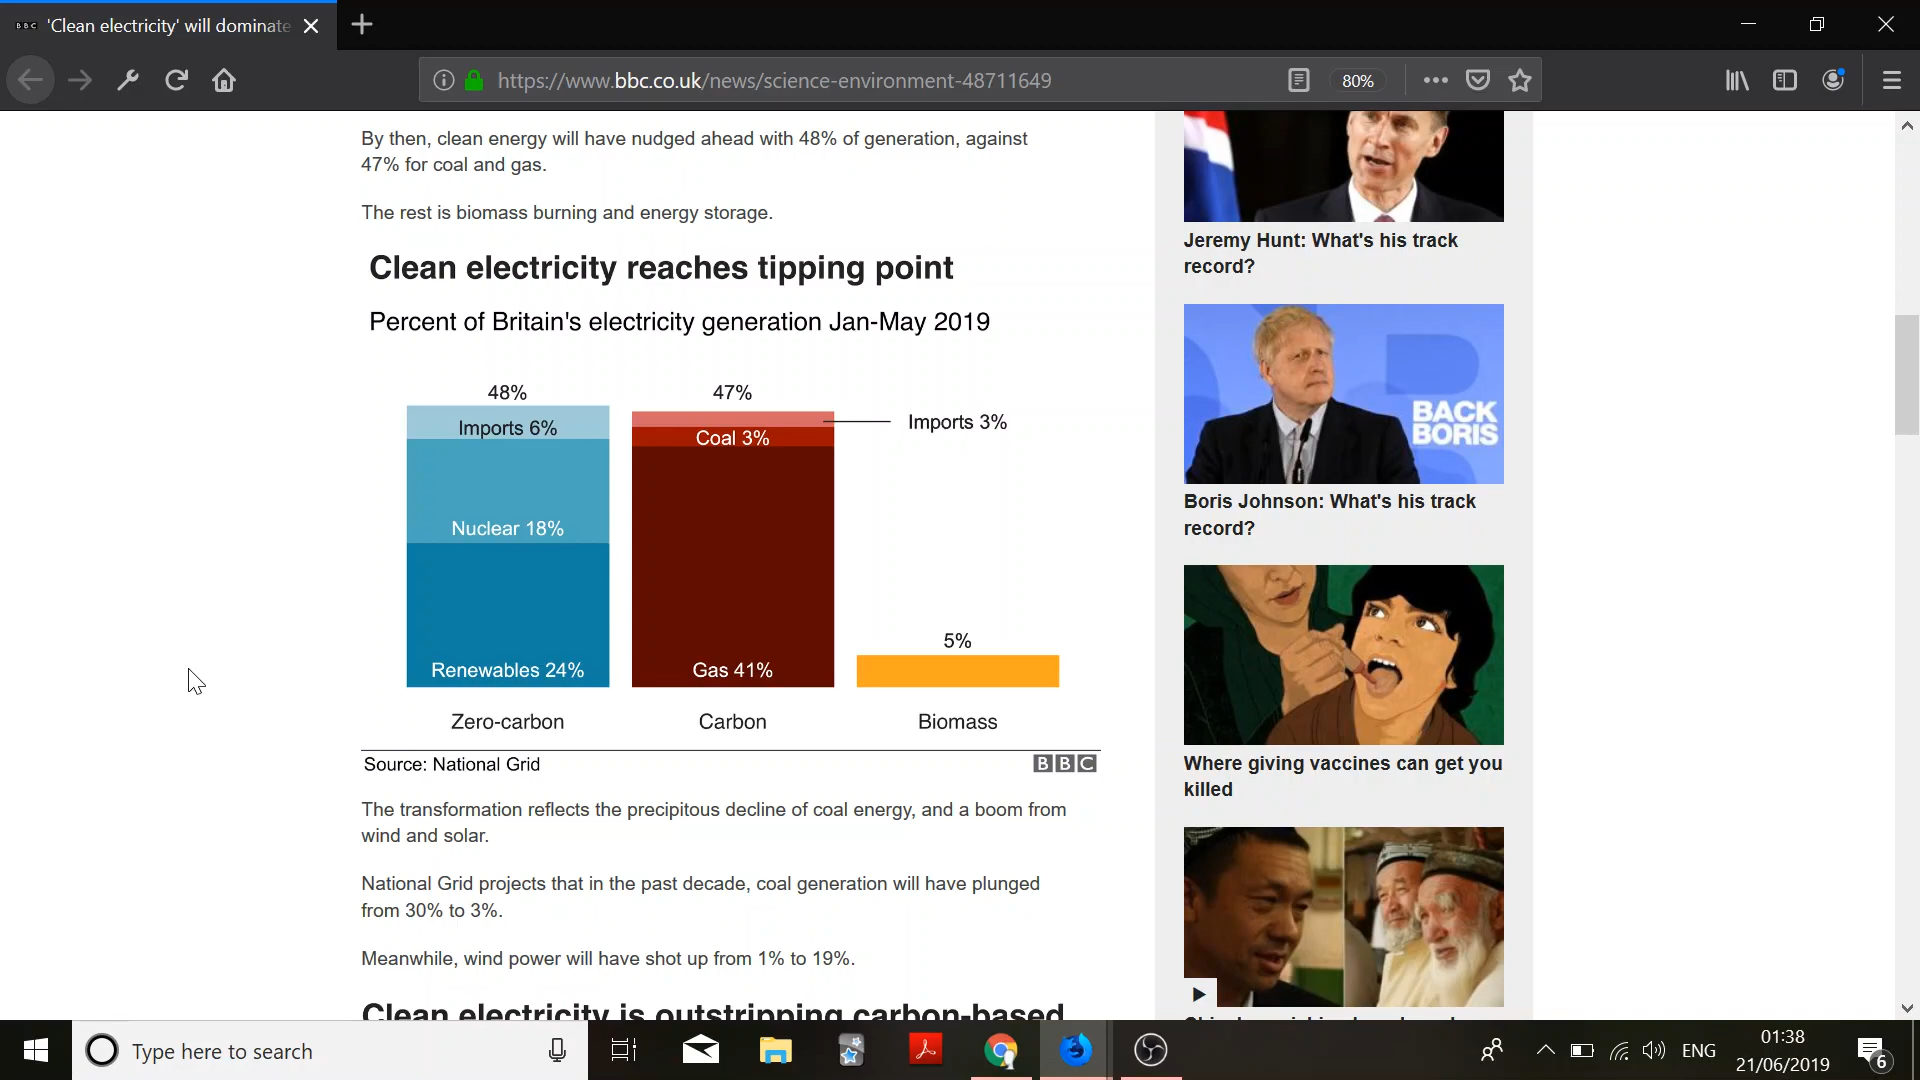 BBC 'Clean electricity' will dominate
https://www.bbc.co.uk/news/science-environment-48711649
80%
By then, clean energy will have nudged ahead with 48% of generation, against
47% for coal and gas.
The rest is biomass burning and energy storage.
Clean electricity reaches tipping point
Percent of Britain's electricity generation Jan-May 2019
48%
47%
Imports 6%
Imports 3%
Coal 3%
Nuclear 18%
5%
Renewables 24%
Gas 41%
Zero-carbon
Carbon
Biomass
Source: National Grid
BBC
The transformation reflects the precipitous decline of coal energy, and a boom from
wind and solar.
National Grid projects that in the past decade, coal generation will have plunged
from 30% to 3%.
Meanwhile, wind power will have shot up from 1% to 19%.
Clean electricity is outstripping carbon-based
Jeremy Hunt: What's his track
record?
BACK
BORIS
Boris Johnson: What's his track
record?
Where giving vaccines can get you
killed
Type here to search
ENG
01:38
21/06/2019
6